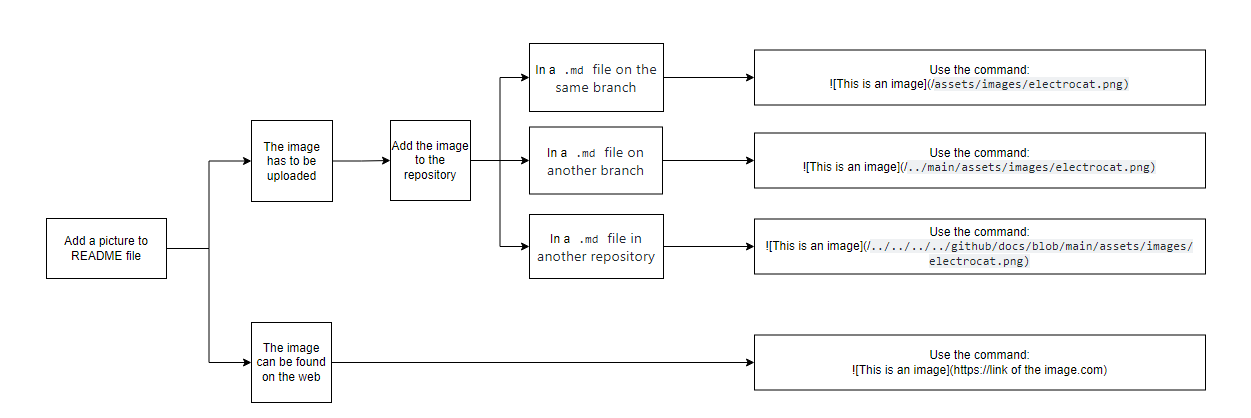 Add a picture to
README file
The image
has to be
uploaded
Add the image
to the
repository
In a .md file on the
same branch
Use the command:
![This is an image](/assets/images/electrocat.png)
In a .md file on
another branch
Use the command:
![This is an image](/../main/assets/images/electrocat.png)
In a .md file in
another repository
Use the command:
![This is an image](/../../../../github/docs/blob/main/assets/images/
electrocat.png)
The image
can be found
on the web
Use the command:
![This is an image](https://link of the image.com)